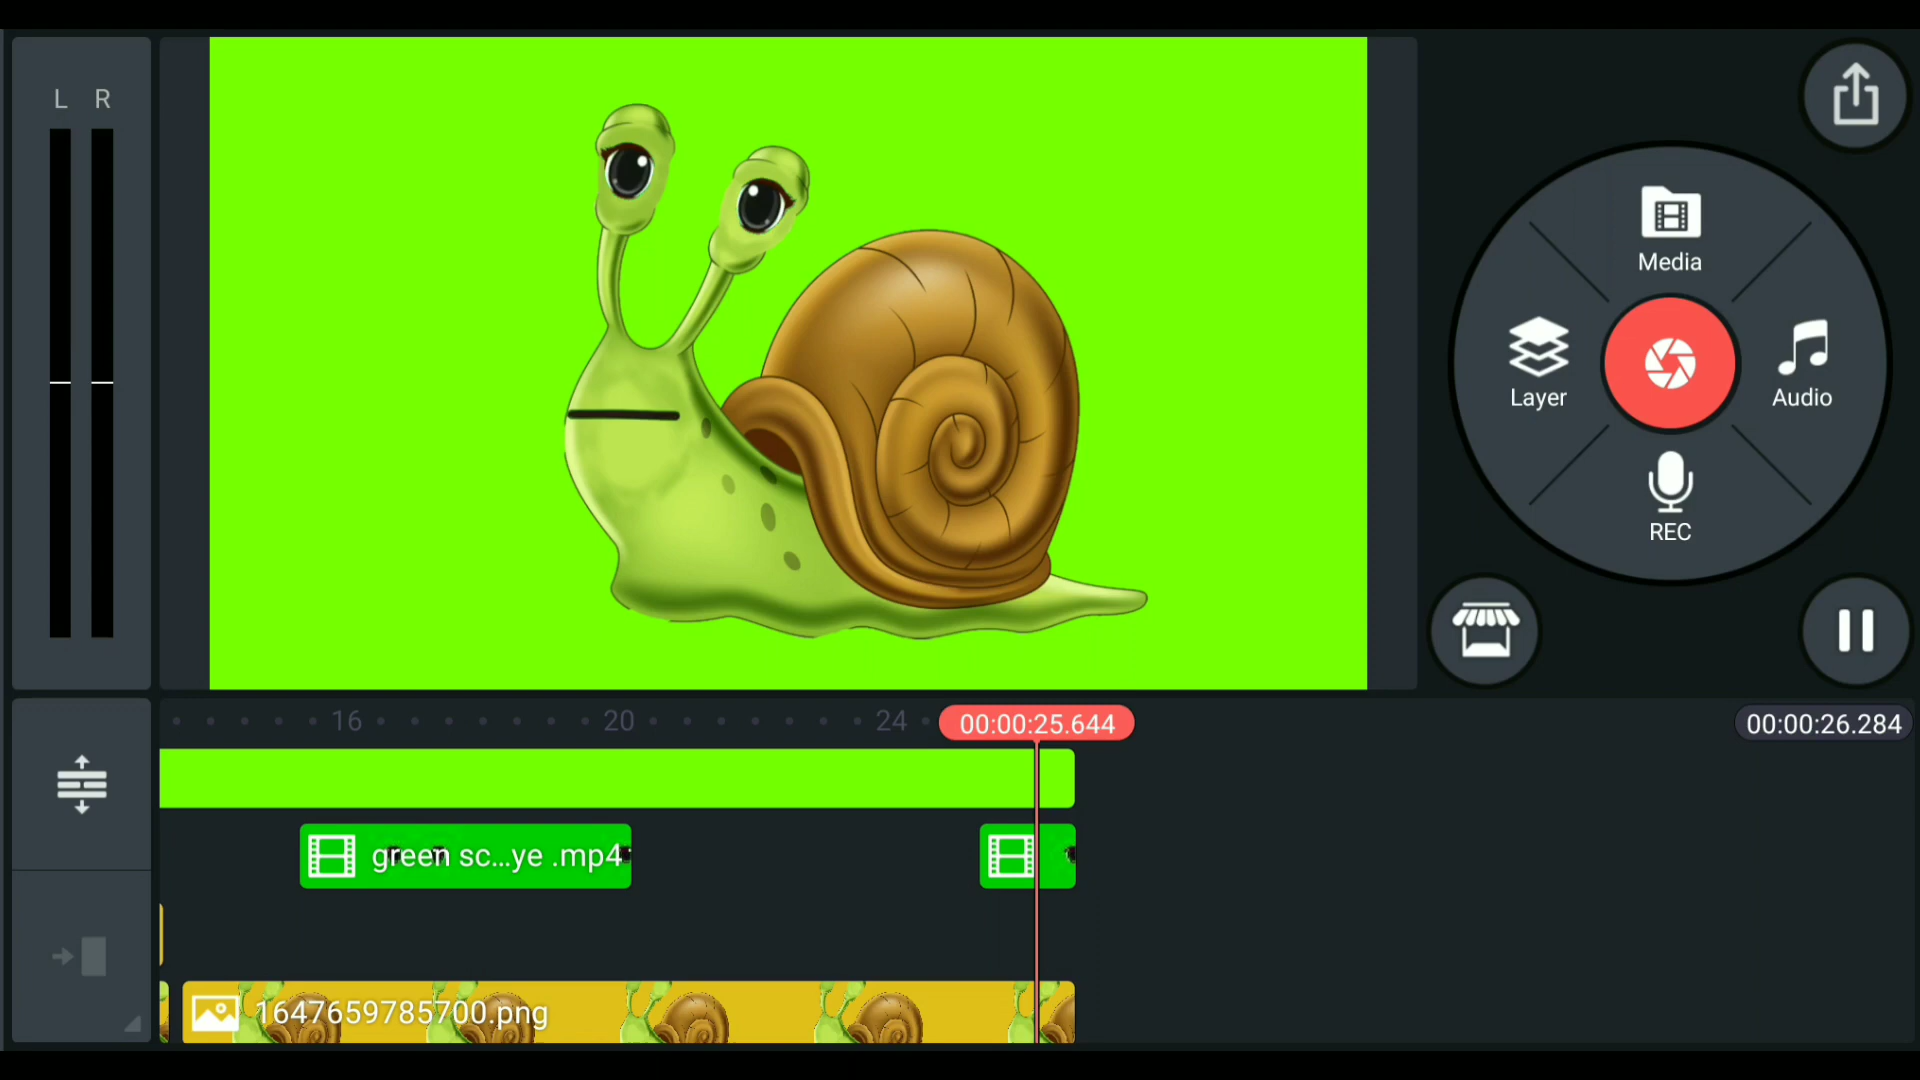 L R
Media
Layer
Audio
REC
16
20
24
00:00:25.644
00:00:26.284
green sc...ye .mp4
1647659785700.png